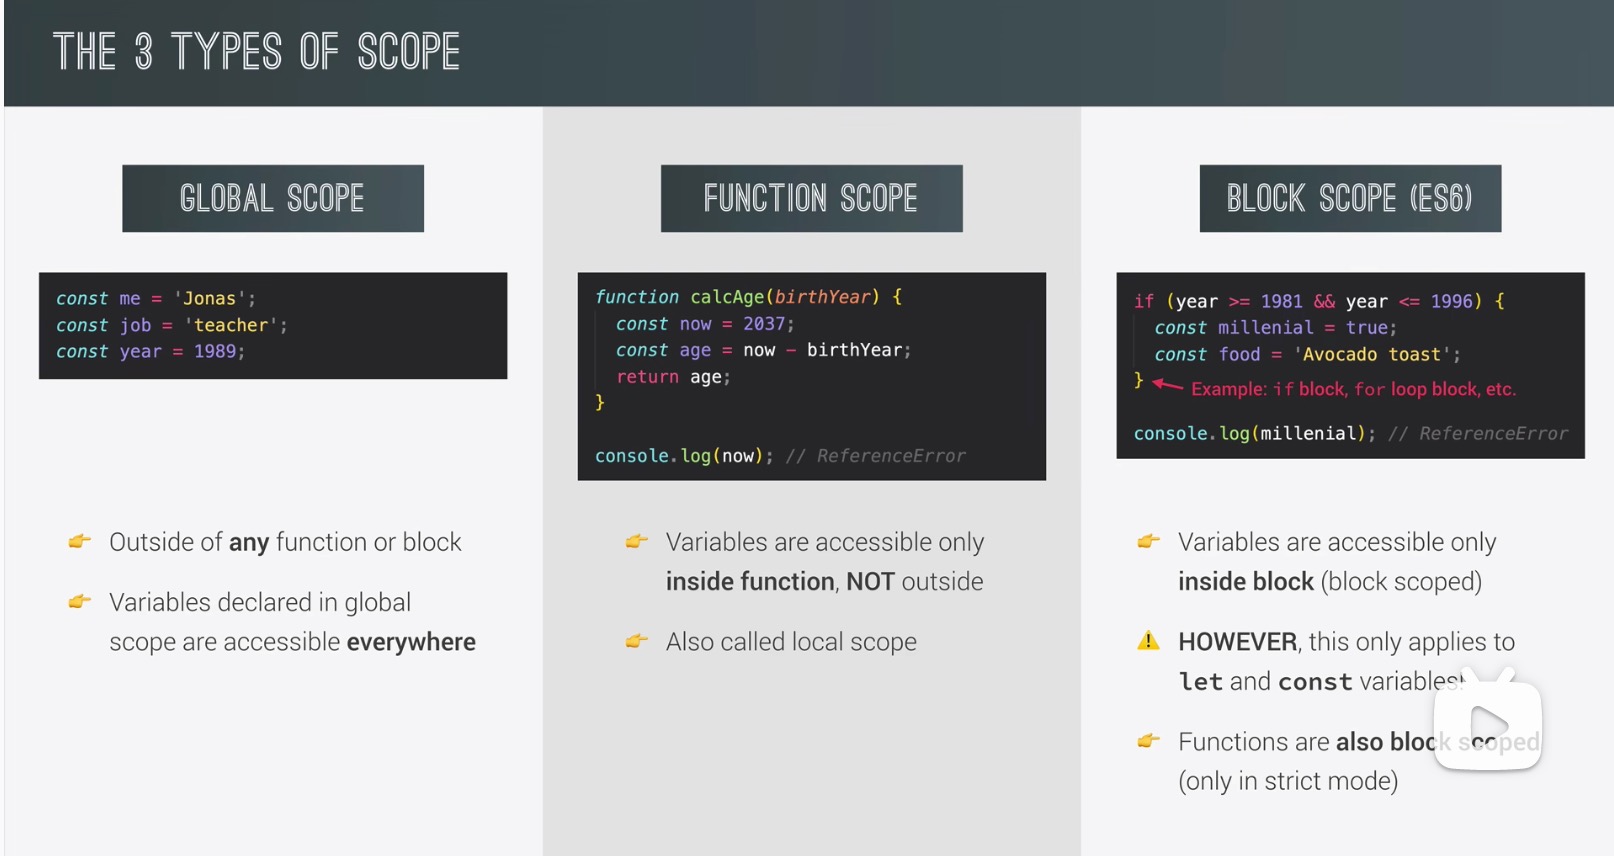 THE 3 TYPES OF SCOPE
GLOBAL SCOPE
const me = 'Jonas';
const job = 'teacher';
const year = 1989;
Outside of any function or block
Variables declared in global
scope are accessible everywhere
FUNCTION SCOPE
function calcAge(birthYear) {
const now = 2037;
const age = now − birthYear;
return age;
}
console.log(now); // ReferenceError
Variables are accessible only
inside function, NOT outside
Also called local scope
BLOCK SCOPE (ES6)
if (year >= 1981 && year <= 1996) {
const millenial = true;
const food = 'Avocado toast';
} Example: if block, for loop block, etc.
console.log(millenial); // ReferenceError
Variables are accessible only
inside block (block scoped)
HOWEVER, this only applies to
let and const variables!
Functions are also block scoped
(only in strict mode)